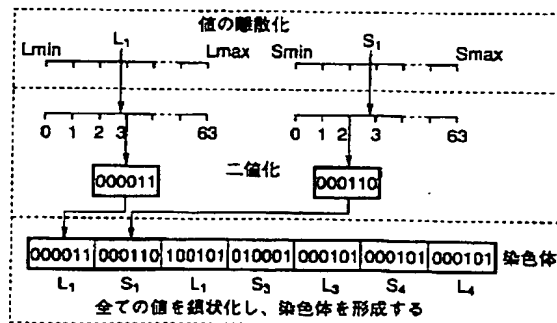 値の離散化
Lmin L₁ Lmax Smin S₁ Smax
0 1 2 3 63 0 1 2 3 63
二値化
000011 000110
000011 000110 100101 010001 000101 000101 000101 染色体
L₁ S₁ L₁ S₃ L₃ S₄ L₄
全ての値を鎖状化し、染色体を形成する